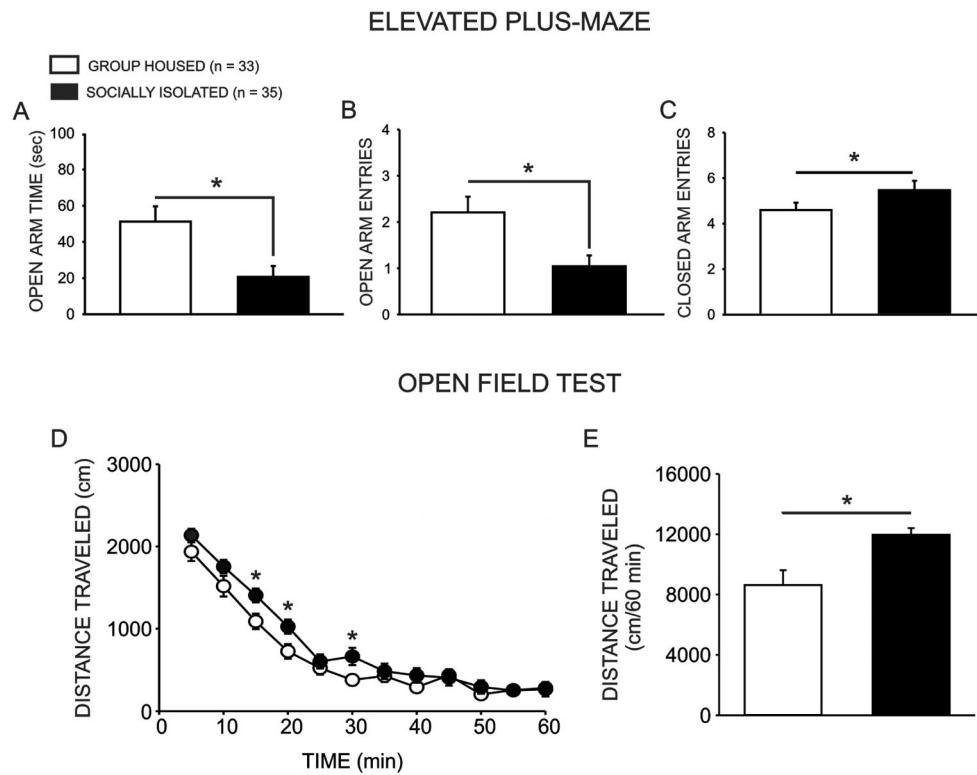 ELEVATED PLUS-MAZE
GROUP HOUSED (n = 33)
SOCIALLY ISOLATED (n = 35)
A
OPEN ARM TIME (sec)
100
80
60
40
20
0
*
B
OPEN ARM ENTRIES
4
3
2
1
0
*
C
CLOSED ARM ENTRIES
8
6
4
2
0
*
OPEN FIELD TEST
D
DISTANCE TRAVELED (cm)
3000
2000
1000
0
*
*
*
0 10 20 30 40 50 60
TIME (min)
E
DISTANCE TRAVELED
(cm/60 min)
16000
12000
8000
4000
0
*